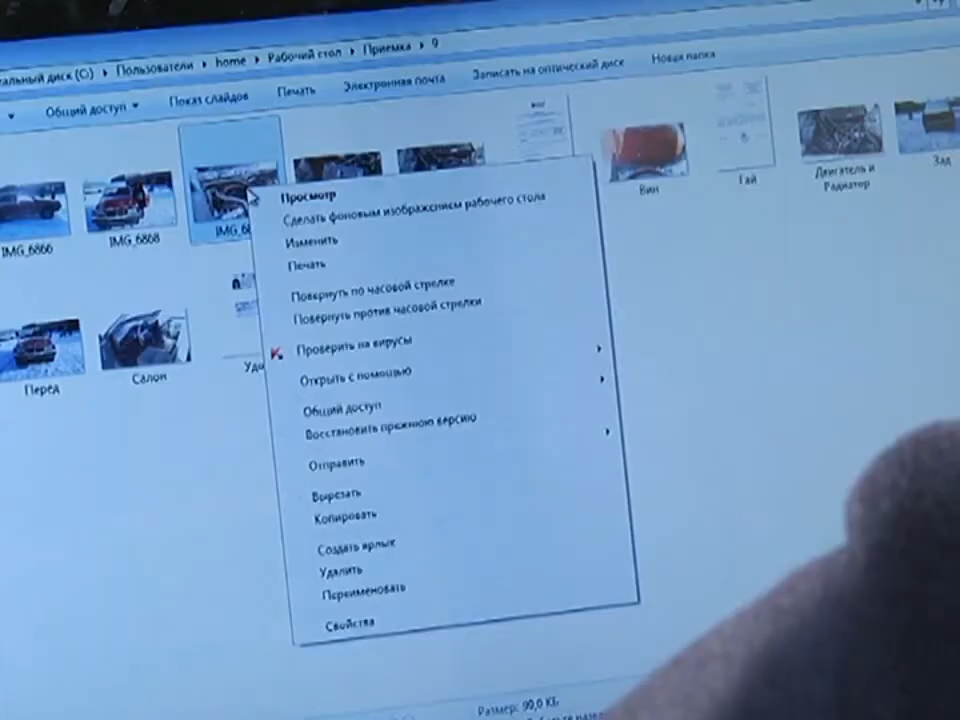 альный диск (C:) ▸ Пользователи ▸ home ▸ Рабочий стол ▸ Приемка ▸ 9
Общий доступ Показ слайдов Печать Электронная почта Записать на оптический диск Новая папка
IMG_6866
IMG_6868
IMG_68
Вин
Гай
Двигатель и
Радиатор
Зад
Перед
Салон
Просмотр
Сделать фоновым изображением рабочего стола
Изменить
Печать
Повернуть по часовой стрелке
Повернуть против часовой стрелки
Проверить на вирусы
Открыть с помощью
Общий доступ
Восстановить прежнюю версию
Отправить
Вырезать
Копировать
Создать ярлык
Удалить
Переименовать
Свойства
Размер: 99,0 КБ